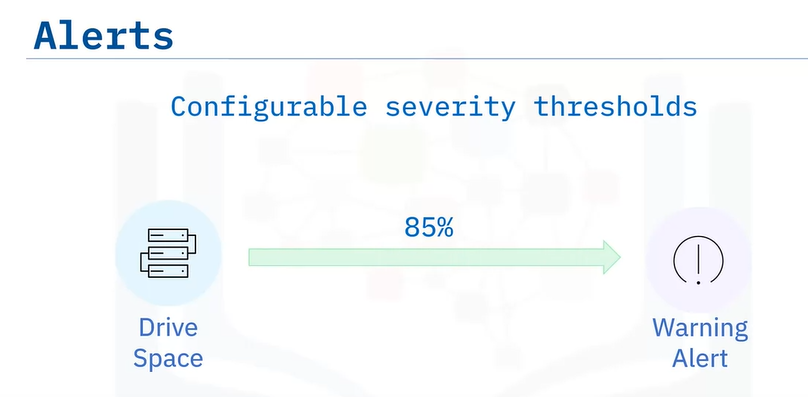 Alerts
Configurable severity thresholds
85%
Drive
Space
Warning
Alert